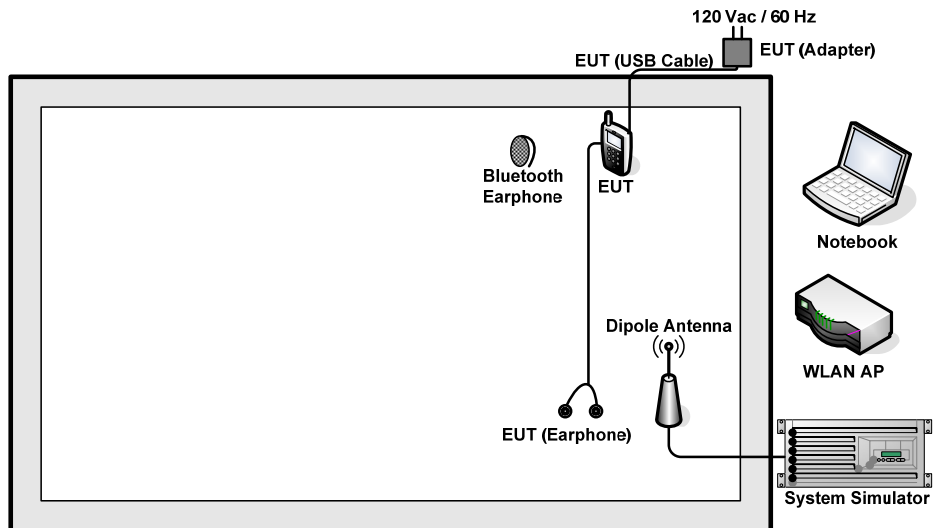 120 Vac / 60 Hz
EUT (Adapter)
EUT (USB Cable)
Bluetooth
Earphone
EUT
Notebook
Dipole Antenna
WLAN AP
EUT (Earphone)
System Simulator